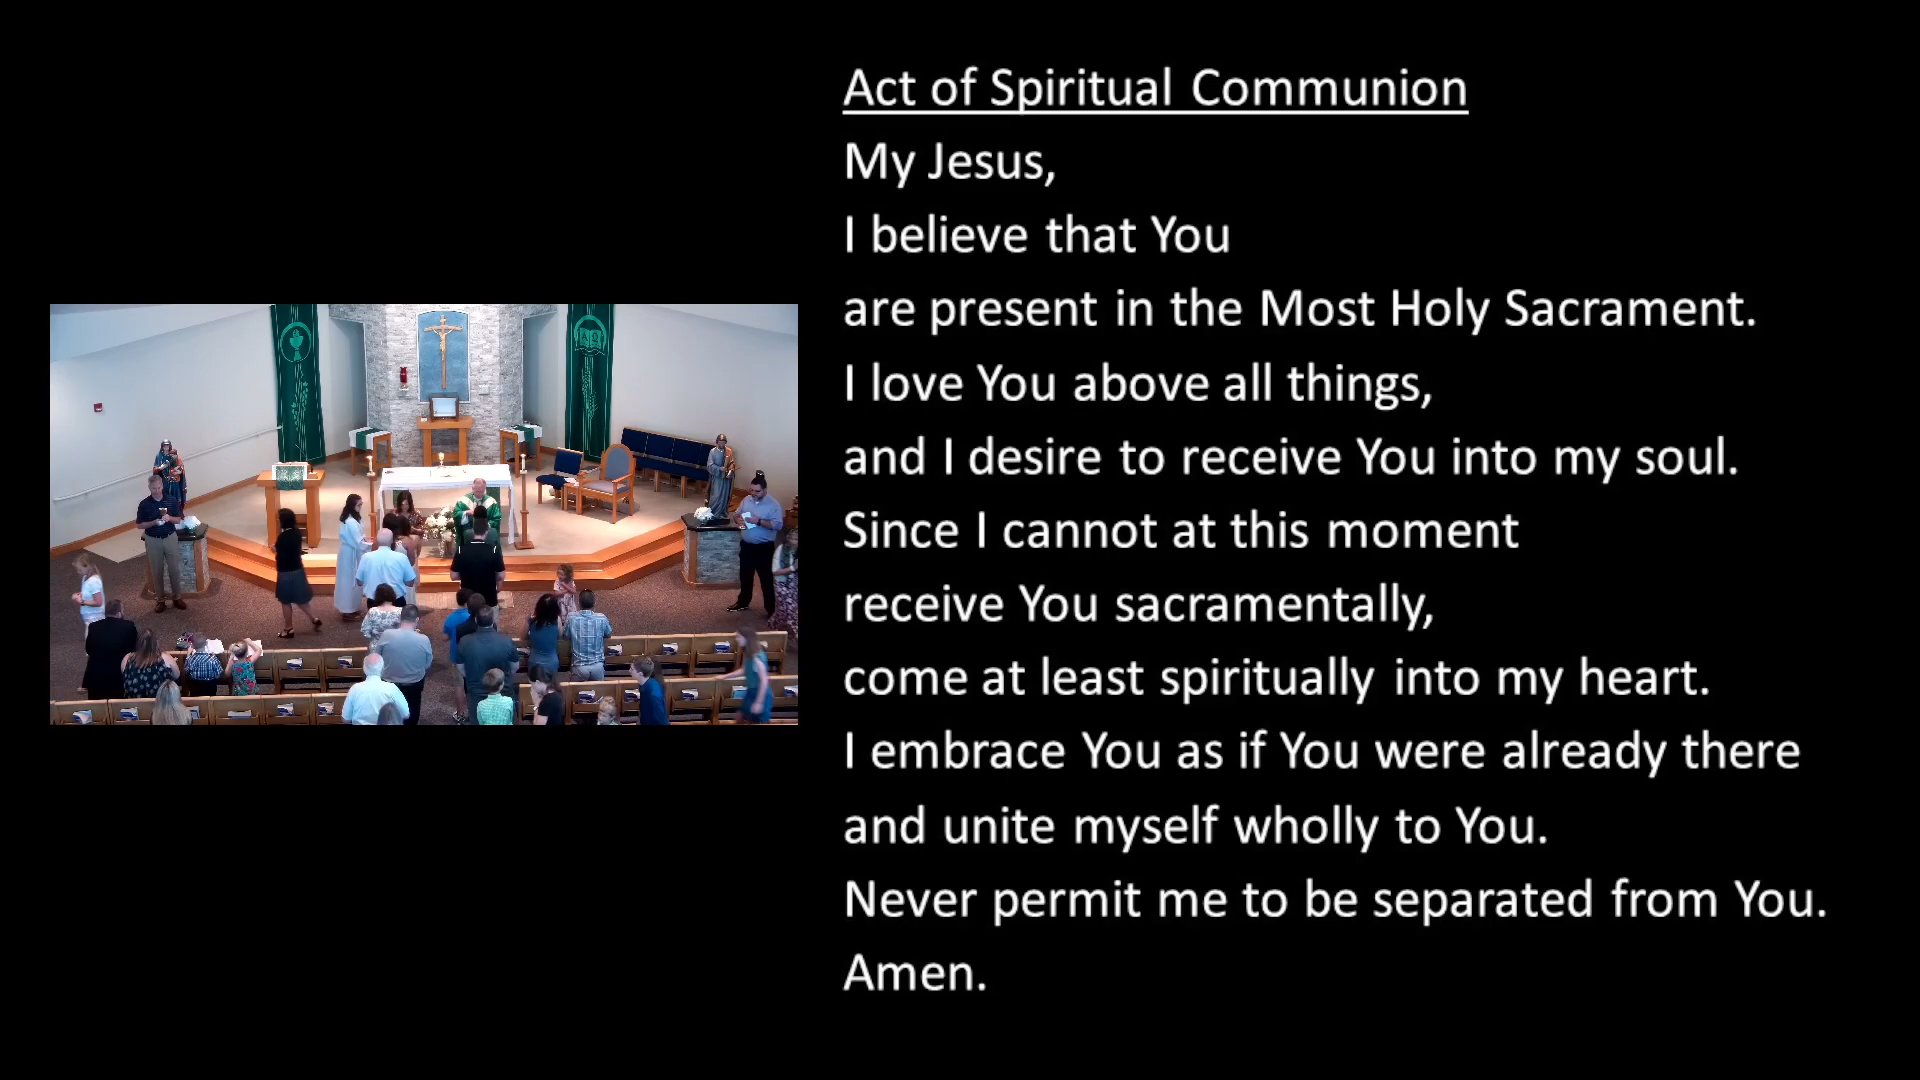 Act of Spiritual Communion
My Jesus,
I believe that You
are present in the Most Holy Sacrament.
I love You above all things,
and I desire to receive You into my soul.
Since I cannot at this moment
receive You sacramentally,
come at least spiritually into my heart.
I embrace You as if You were already there
and unite myself wholly to You.
Never permit me to be separated from You.
Amen.